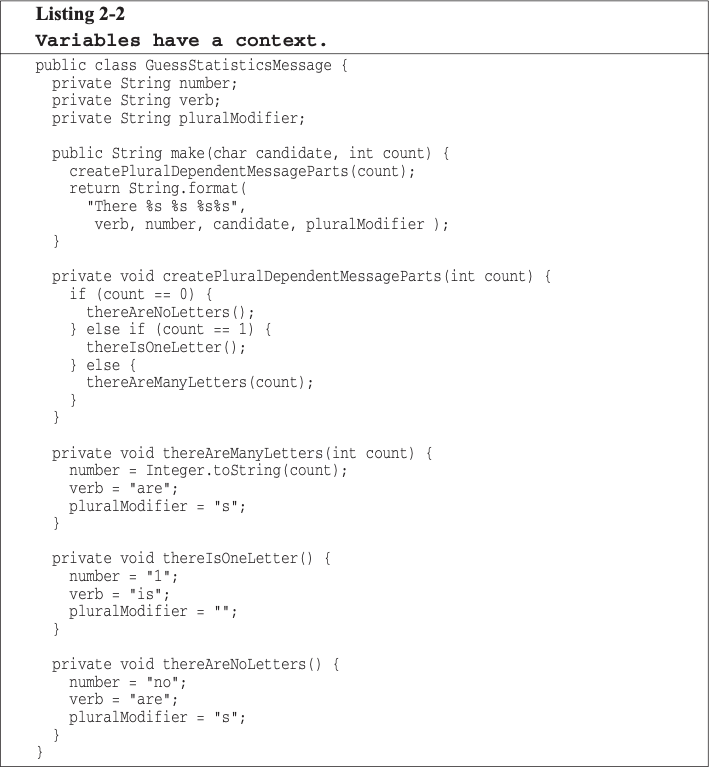 Listing 2-2
Variables have a context.
public class GuessStatisticsMessage {
  private String number;
  private String verb;
  private String pluralModifier;

  public String make(char candidate, int count) {
    createPluralDependentMessageParts(count);
    return String.format(
      "There %s %s %s%s",
       verb, number, candidate, pluralModifier );
  }

  private void createPluralDependentMessageParts(int count) {
    if (count == 0) {
      thereAreNoLetters();
    } else if (count == 1) {
      thereIsOneLetter();
    } else {
      thereAreManyLetters(count);
    }
  }

  private void thereAreManyLetters(int count) {
    number = Integer.toString(count);
    verb = "are";
    pluralModifier = "s";
  }

  private void thereIsOneLetter() {
    number = "1";
    verb = "is";
    pluralModifier = "";
  }

  private void thereAreNoLetters() {
    number = "no";
    verb = "are";
    pluralModifier = "s";
  }
}